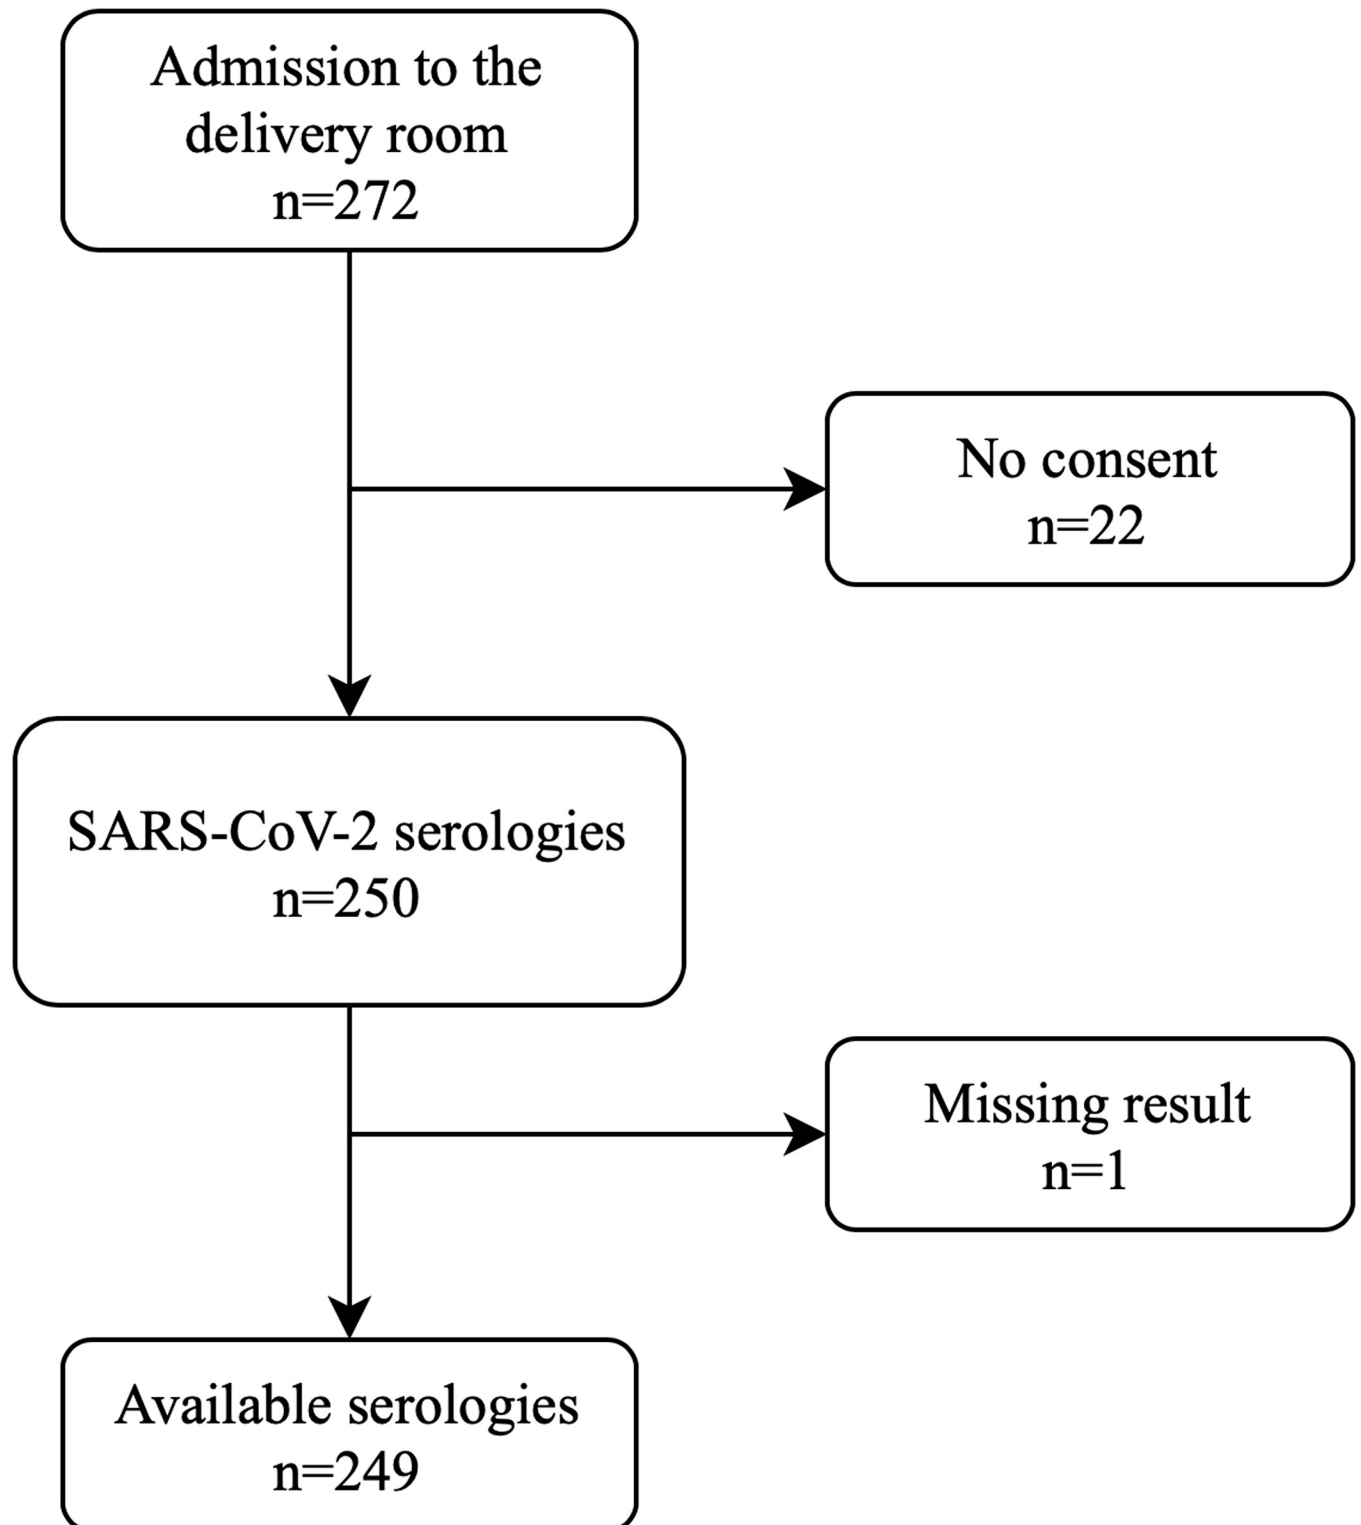 Admission to the
delivery room
n=272
No consent
n=22
SARS-CoV-2 serologies
n=250
Missing result
n=1
Available serologies
n=249